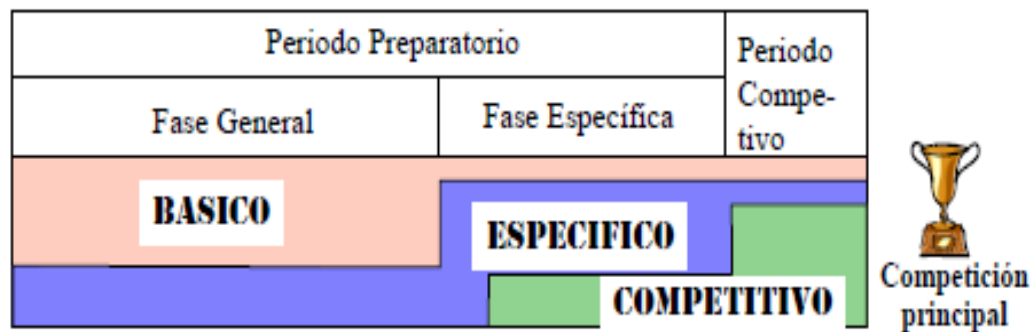 Periodo Preparatorio
Periodo
Compe-
tivo
Fase General
Fase Específica
BASICO
ESPECIFICO
COMPETITIVO
Competición
principal